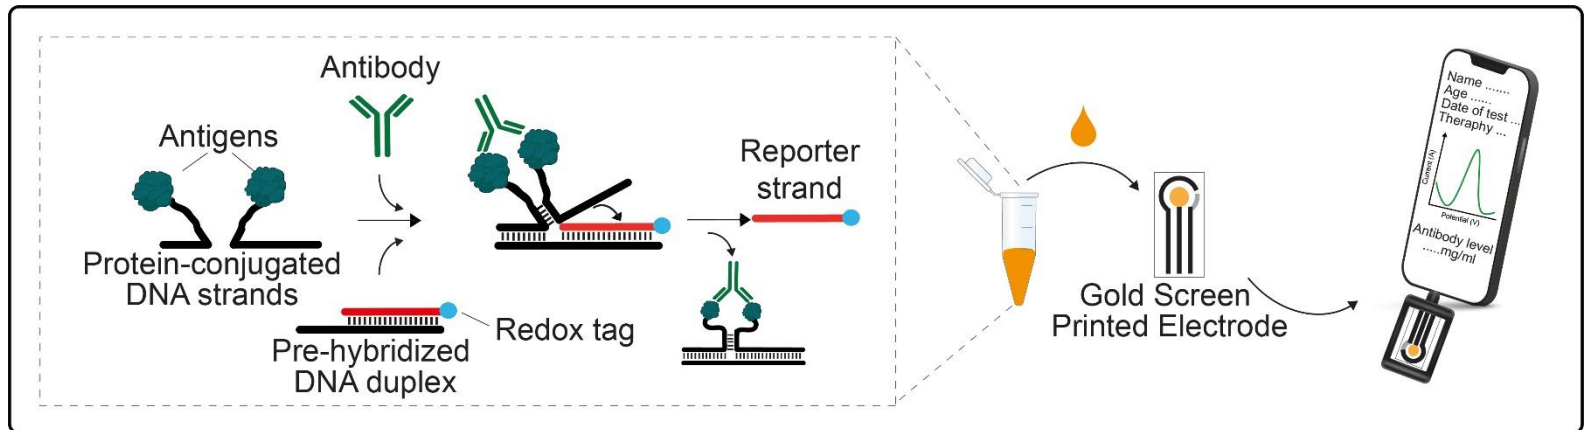 Antibody
Antigens
Protein-conjugated
DNA strands
Pre-hybridized
DNA duplex
Redox tag
Reporter
strand
Gold Screen
Printed Electrode
Name .......
Age ......
Date of test ...
Theraphy ...
Current (A)
Potential (V)
Antibody level
.....mg/ml